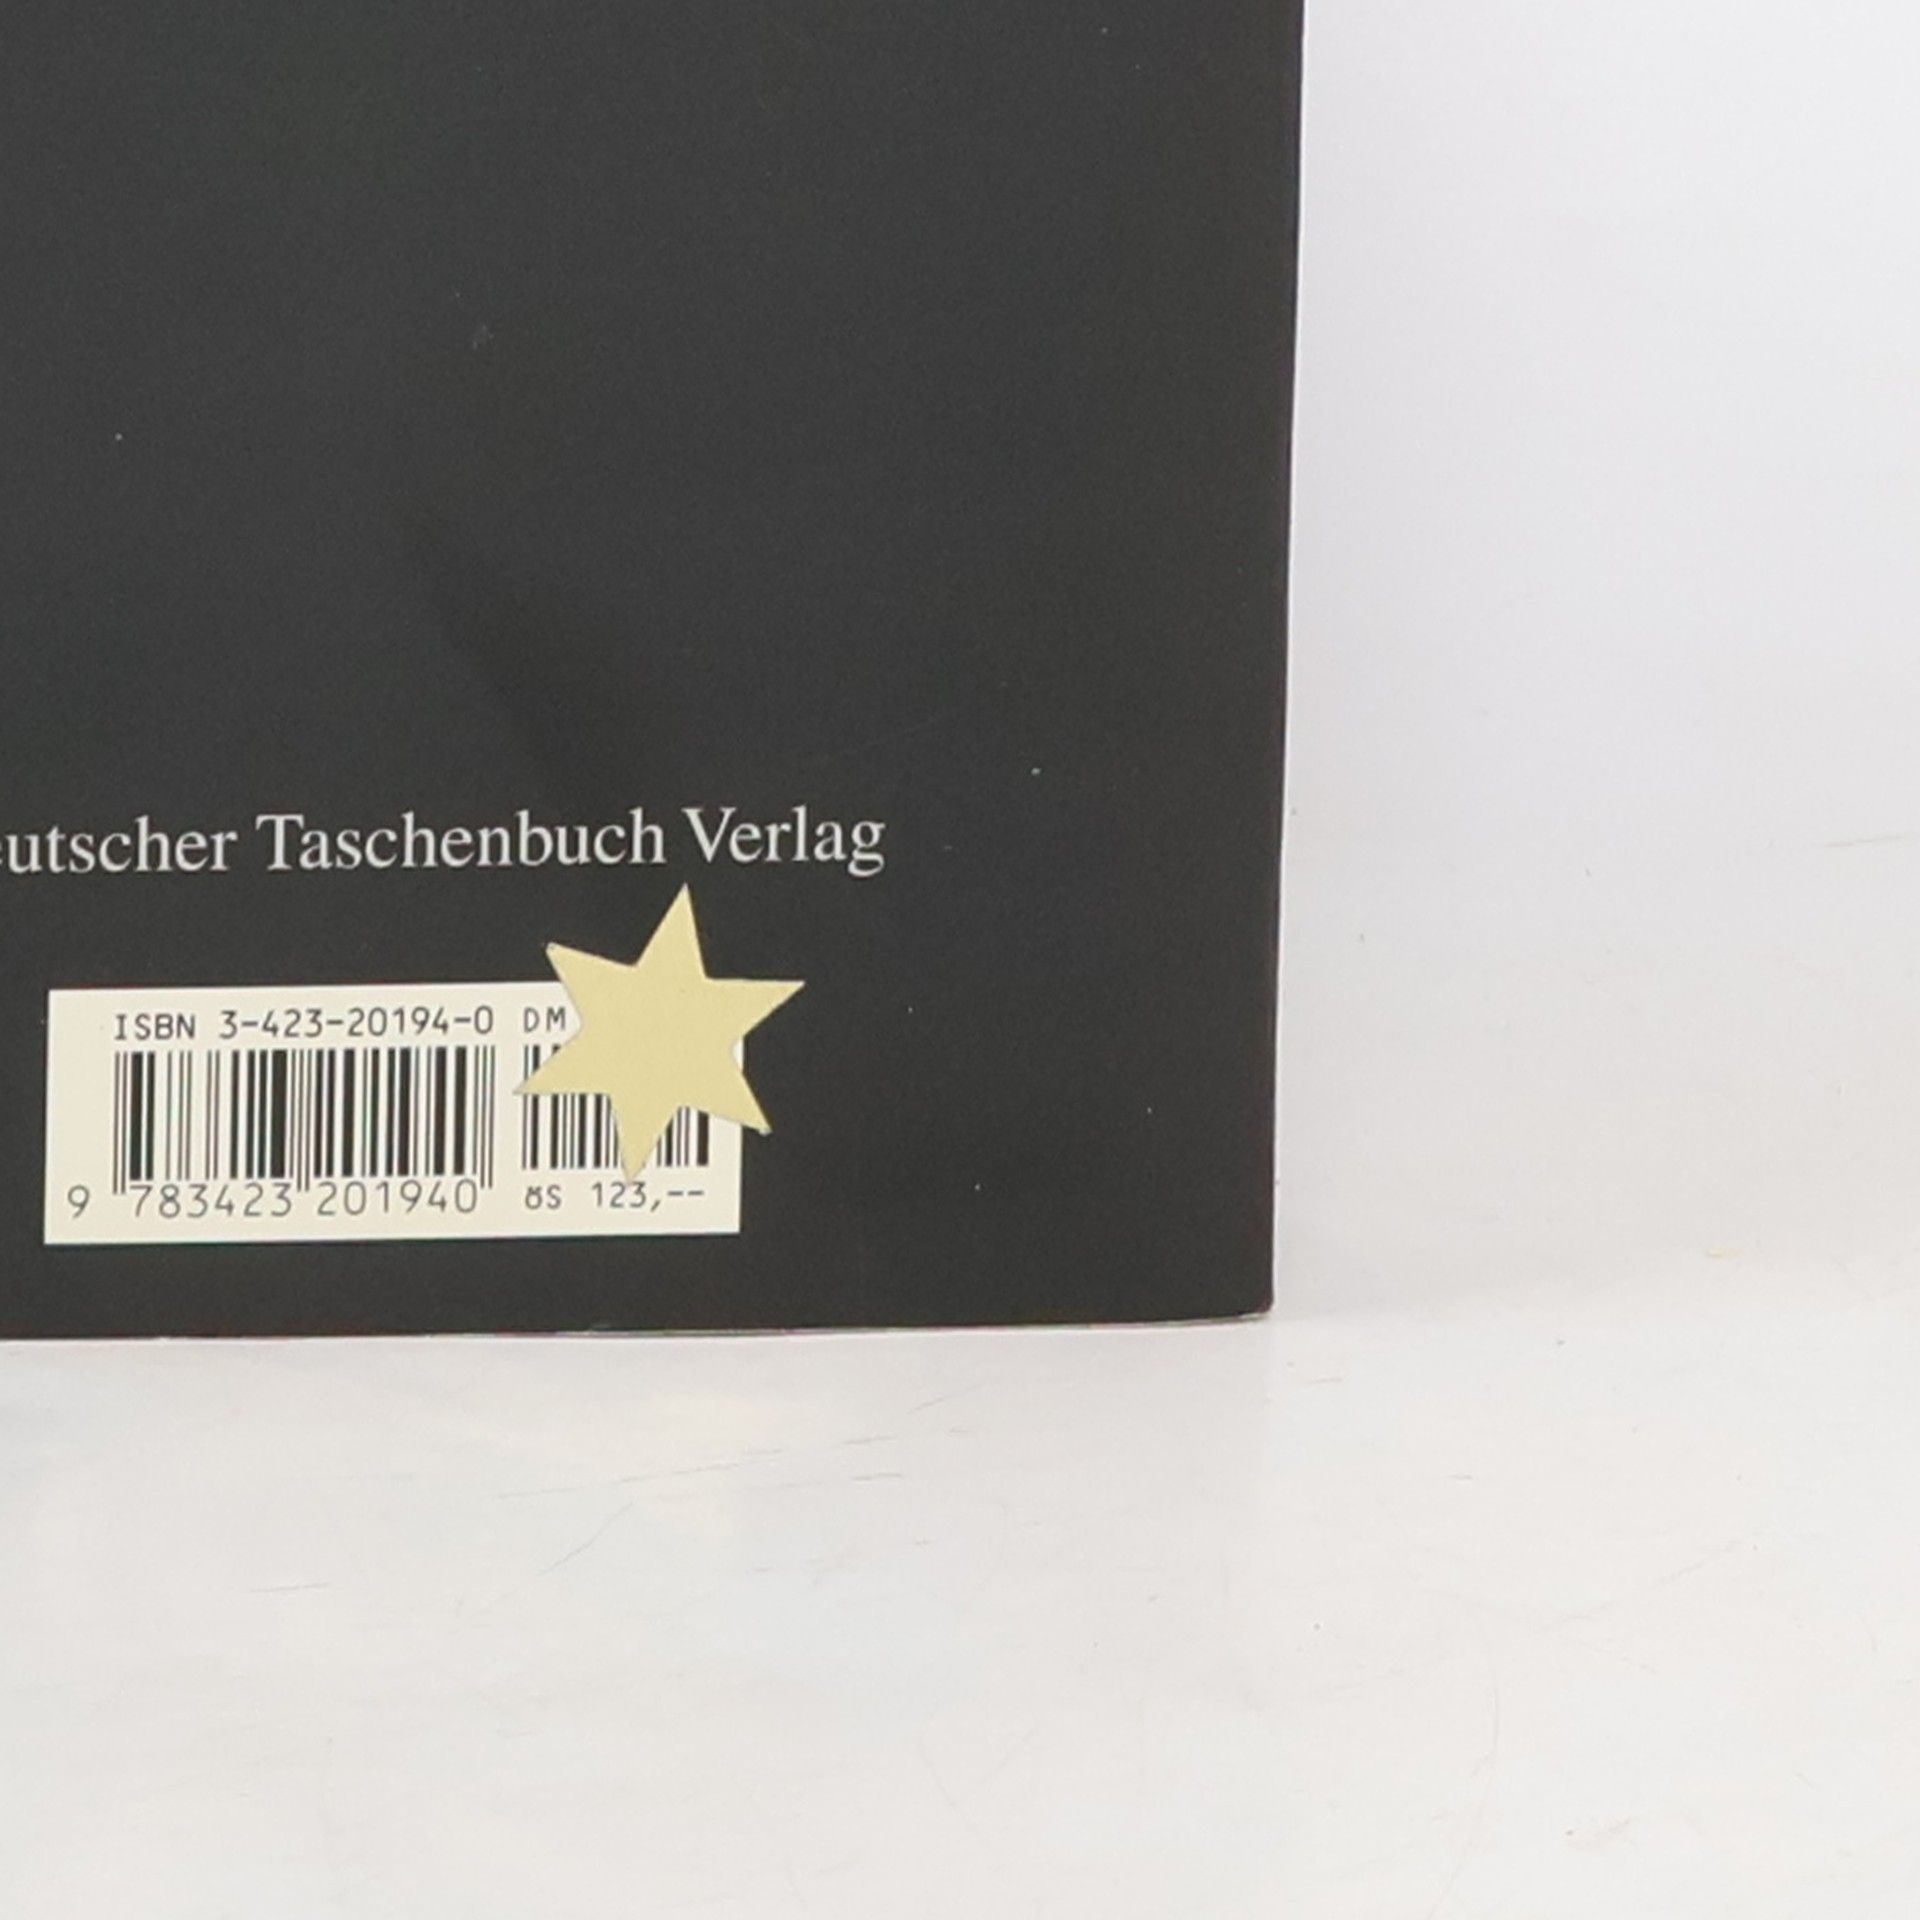 eutscher Taschenbuch Verlag
ISBN 3-423-20194-0 DM
9 783423 201940 öS 123,--